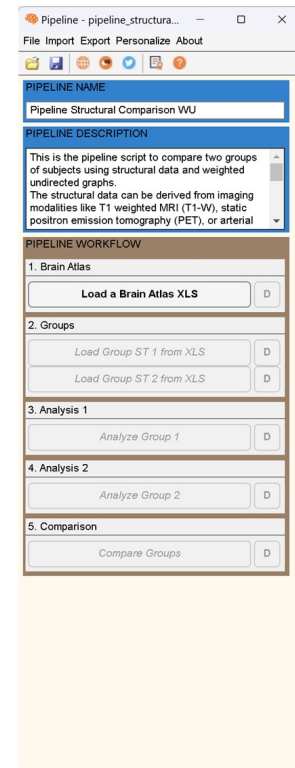 Pipeline - pipeline_structura...
File Import Export Personalize About
PIPELINE NAME
Pipeline Structural Comparison WU
PIPELINE DESCRIPTION
This is the pipeline script to compare two groups
of subjects using structural data and weighted
undirected graphs.
The structural data can be derived from imaging
modalities like T1 weighted MRI (T1-W), static
positron emission tomography (PET), or arterial
PIPELINE WORKFLOW
1. Brain Atlas
Load a Brain Atlas XLS D
2. Groups
Load Group ST 1 from XLS D
Load Group ST 2 from XLS D
3. Analysis 1
Analyze Group 1 D
4. Analysis 2
Analyze Group 2 D
5. Comparison
Compare Groups D